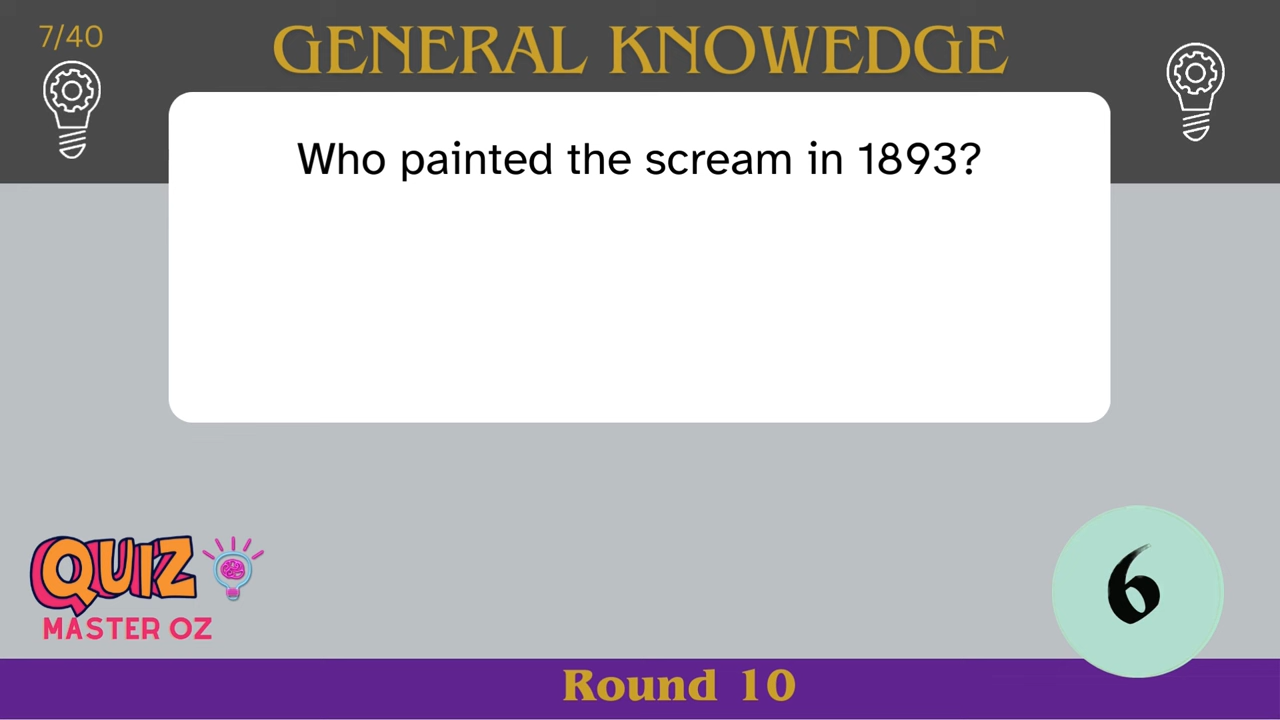 7/40
GENERAL KNOWEDGE
Who painted the scream in 1893?
QUIZ
MASTER OZ
6
Round 10